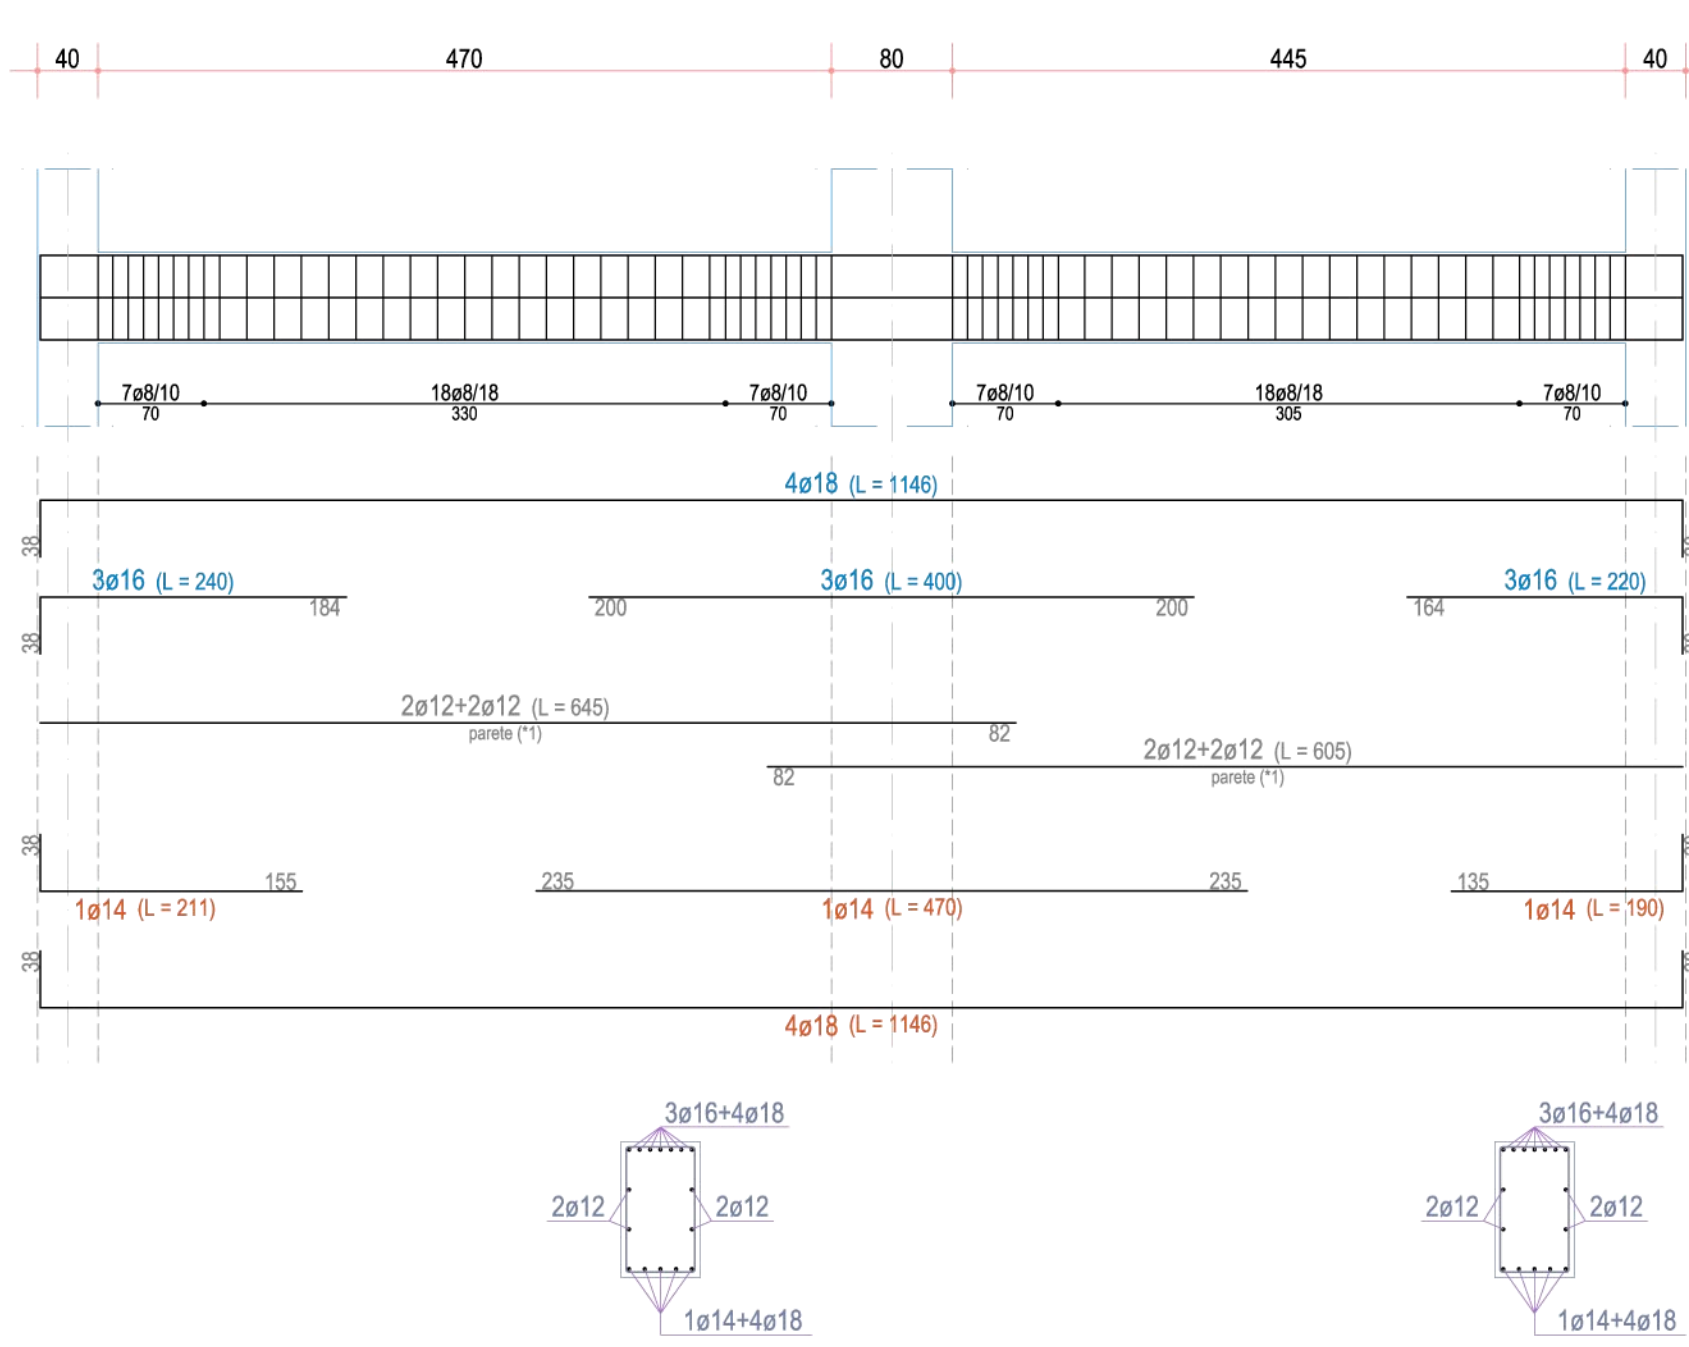 40 470 80 445 40
7ø8/10 18ø8/18 7ø8/10 7ø8/10 18ø8/18 7ø8/10
70 330 70 70 305 70
4ø18 (L = 1146)
38
3ø16 (L = 240) 3ø16 (L = 400) 3ø16 (L = 220)
184 200 200 164
38
2ø12+2ø12 (L = 645)
parete (*1) 82
2ø12+2ø12 (L = 605)
82 parete (*1)
38
155 235 235 135
1ø14 (L = 211) 1ø14 (L = 470) 1ø14 (L = 190)
38
4ø18 (L = 1146)
3ø16+4ø18 3ø16+4ø18
2ø12 2ø12 2ø12 2ø12
1ø14+4ø18 1ø14+4ø18